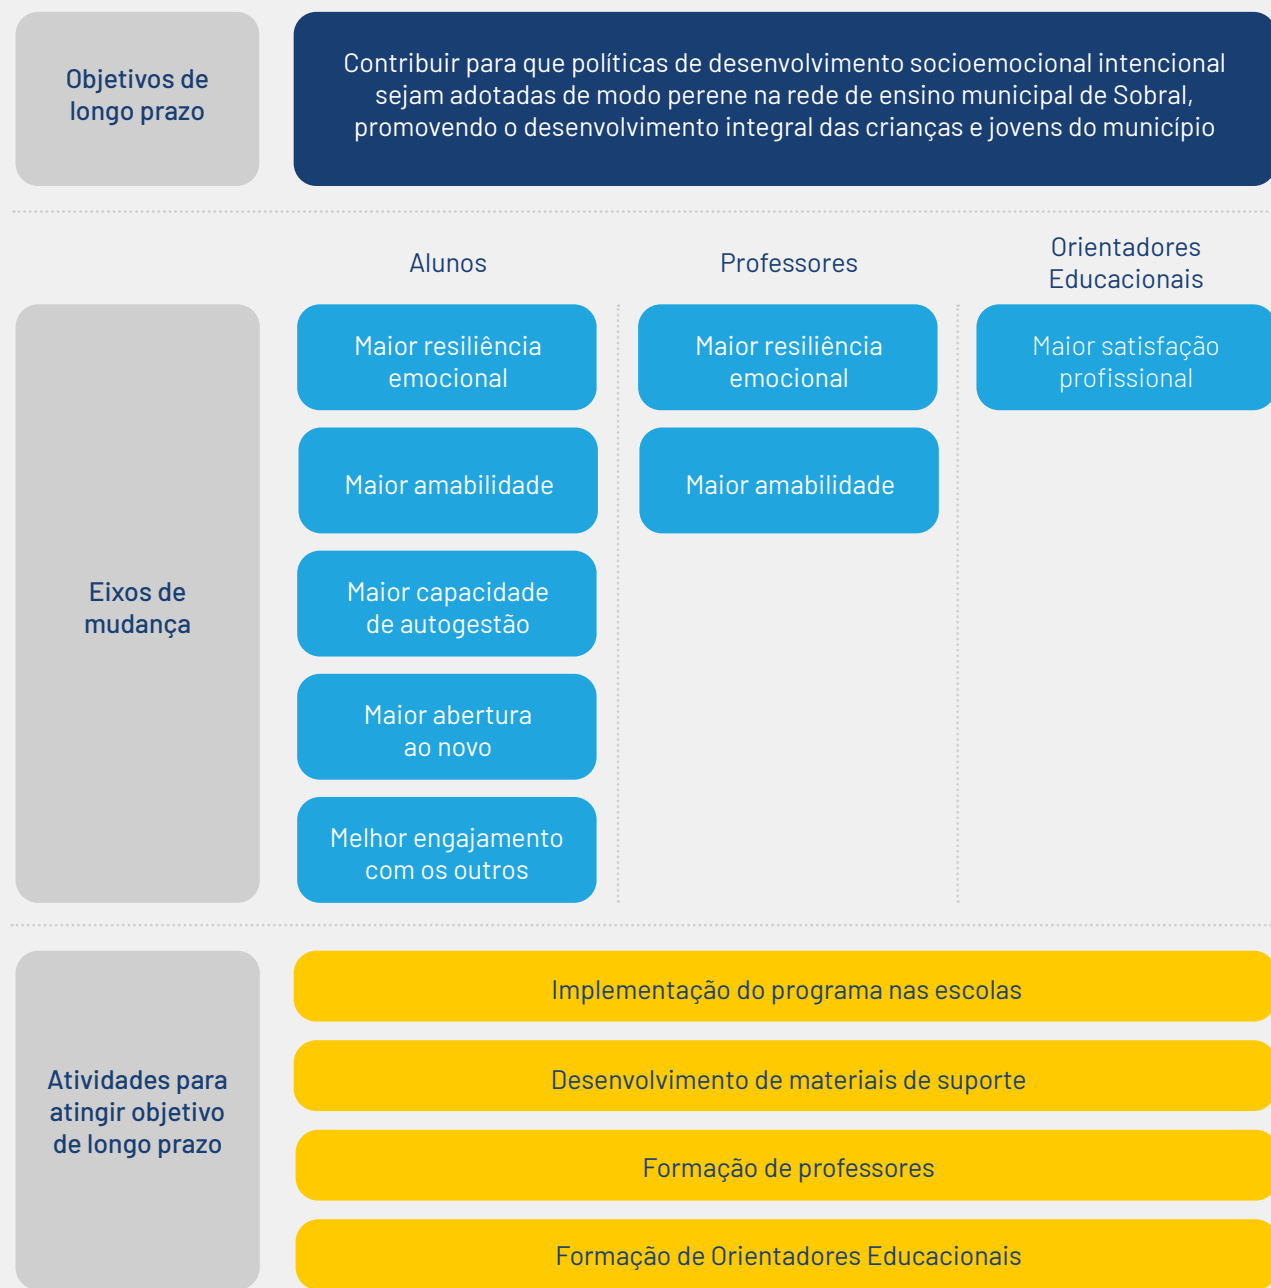 Objetivos de
longo prazo
Contribuir para que políticas de desenvolvimento socioemocional intencional
sejam adotadas de modo perene na rede de ensino municipal de Sobral,
promovendo o desenvolvimento integral das crianças e jovens do município
Alunos
Professores
Orientadores
Educacionais
Eixos de
mudança
Maior resiliência
emocional
Maior resiliência
emocional
Maior satisfação
profissional
Maior amabilidade
Maior amabilidade
Maior capacidade
de autogestão
Maior abertura
ao novo
Melhor engajamento
com os outros
Atividades para
atingir objetivo
de longo prazo
Implementação do programa nas escolas
Desenvolvimento de materiais de suporte
Formação de professores
Formação de Orientadores Educacionais